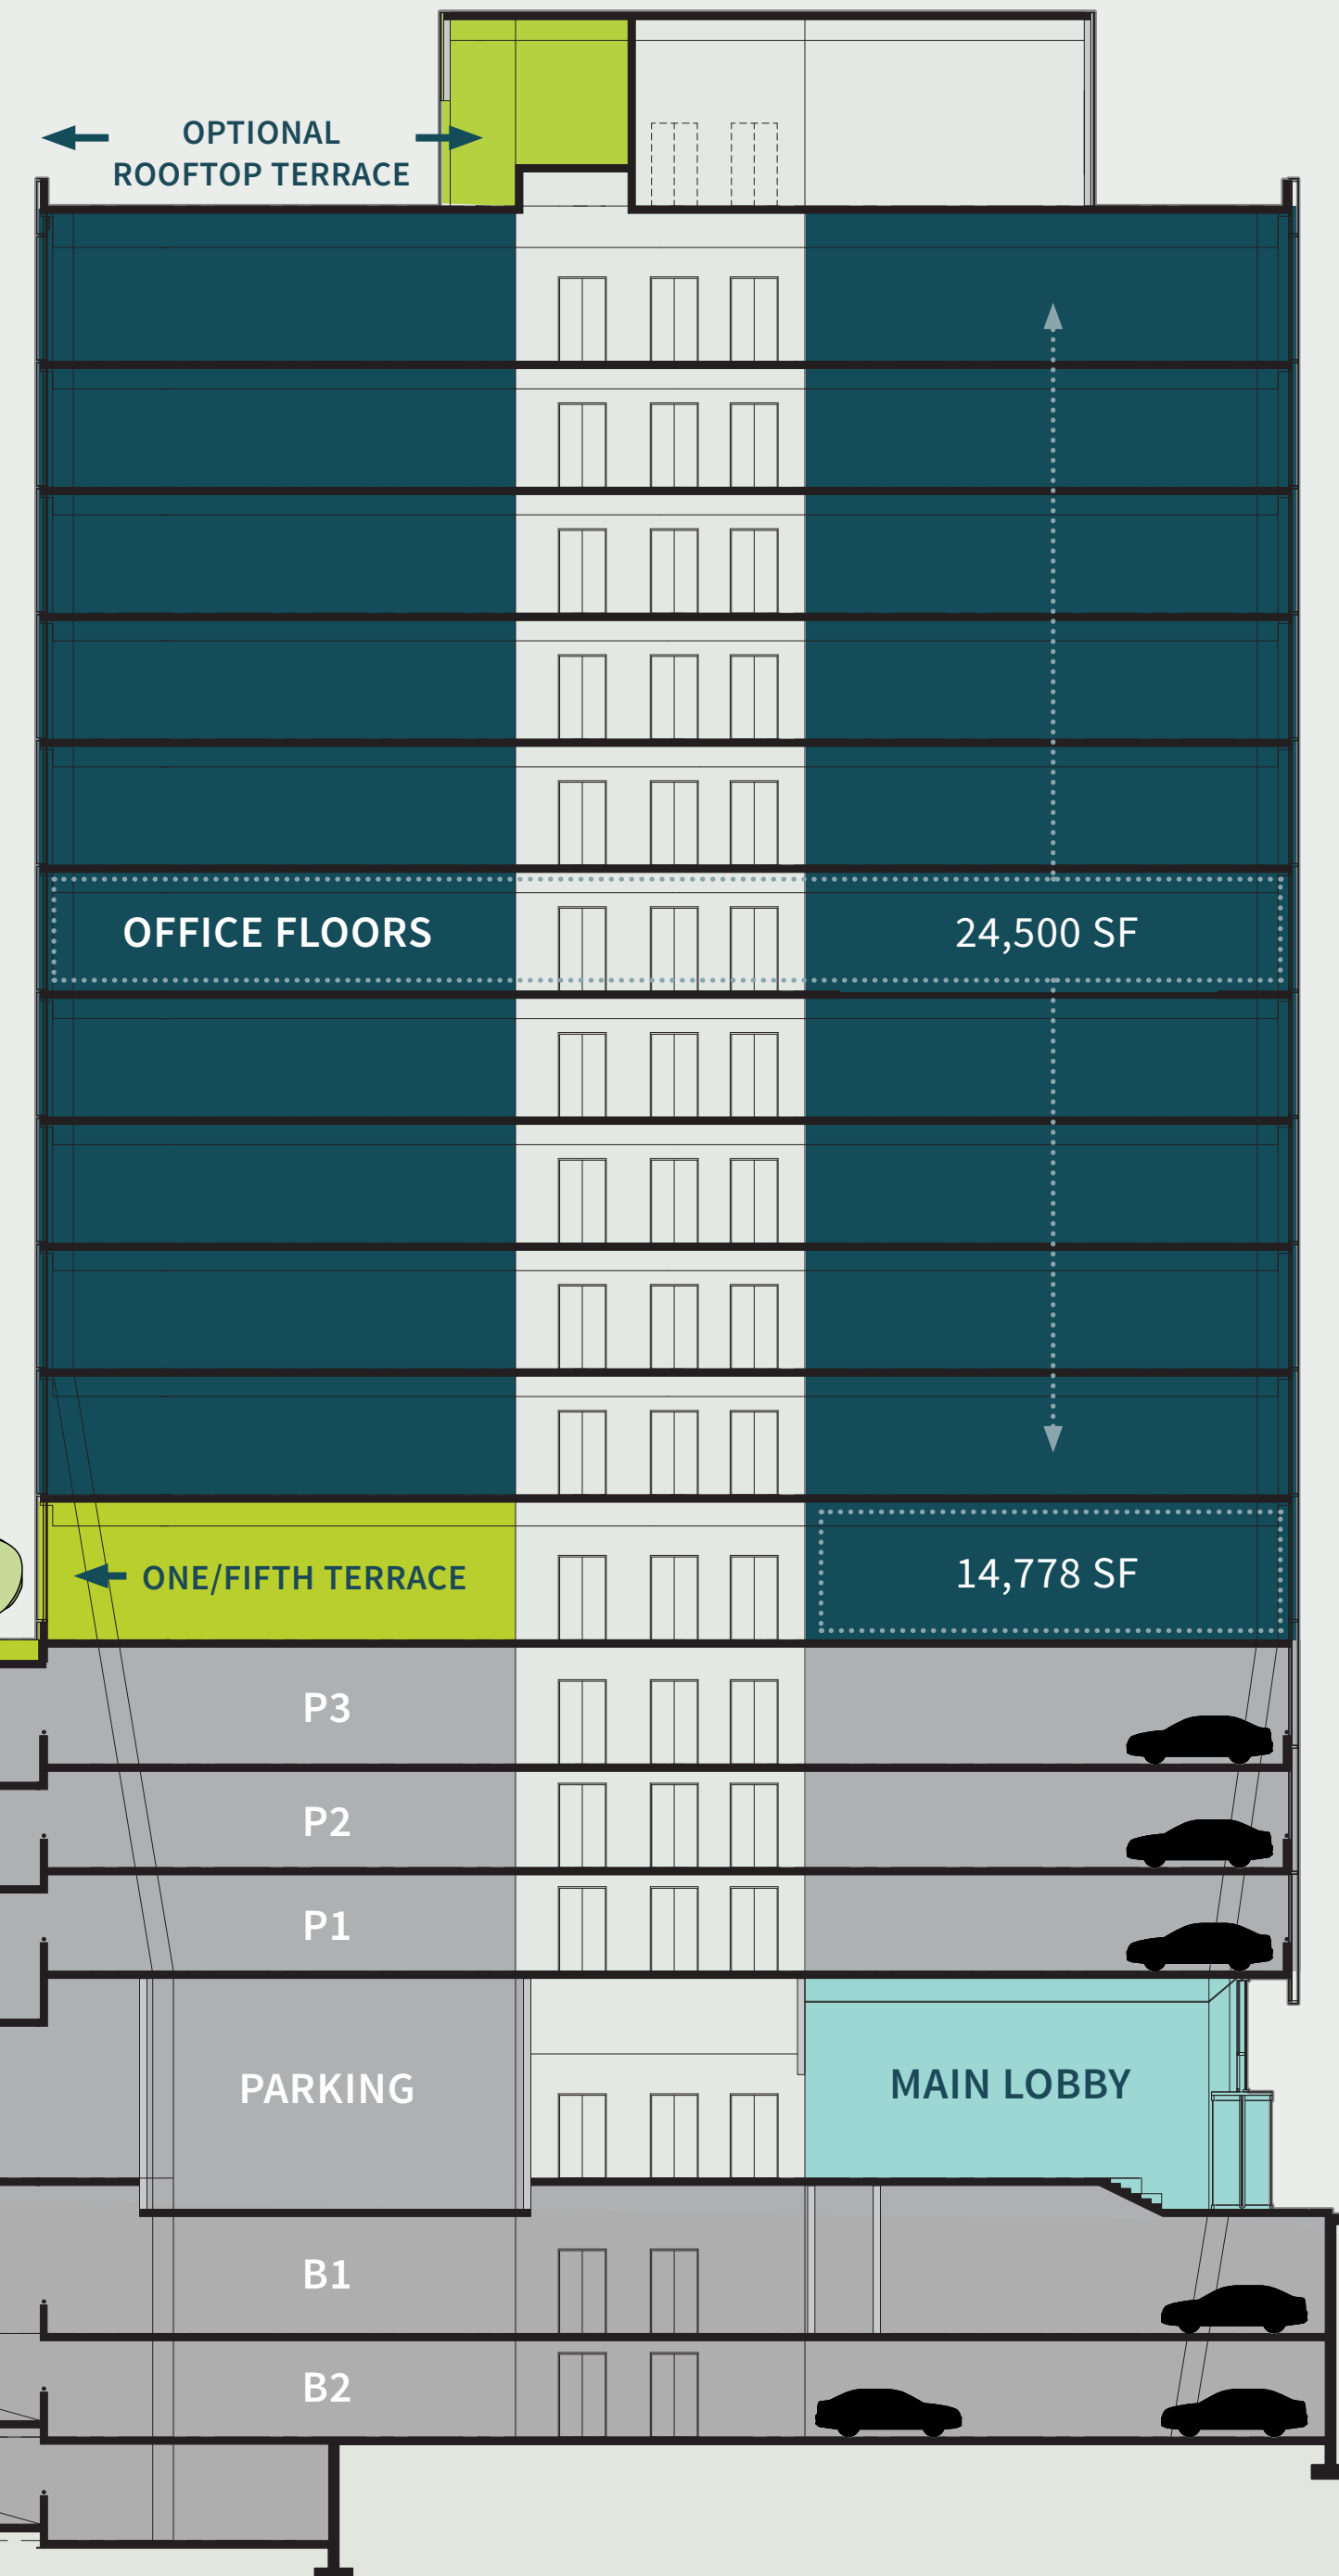 OPTIONAL
ROOFTOP TERRACE
OFFICE FLOORS
24,500 SF
ONE/FIFTH TERRACE
14,778 SF
P3
P2
P1
PARKING
MAIN LOBBY
B1
B2